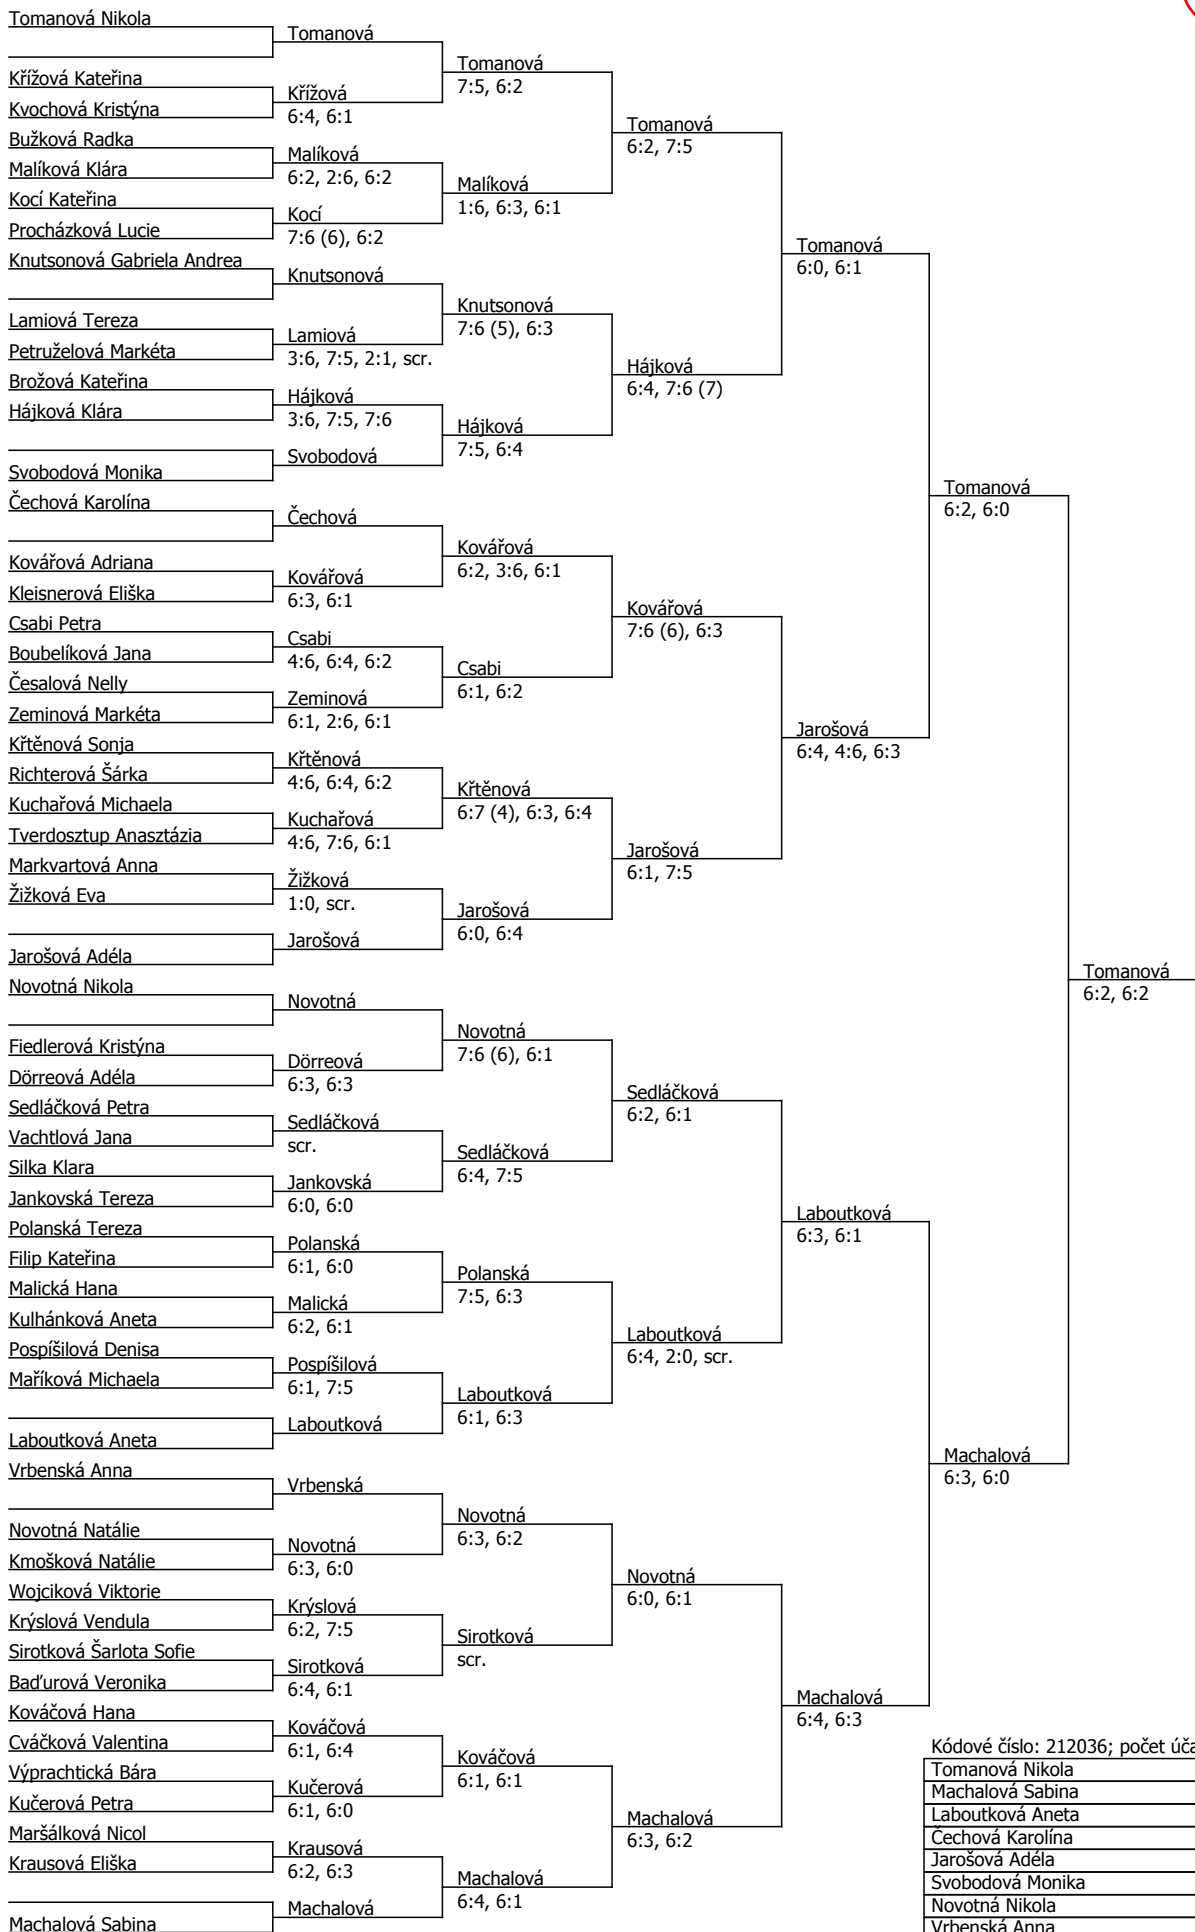 Tomanová Nikola
Křížová Kateřina
Kvochová Kristýna
Bužková Radka
Malíková Klára
Kocí Kateřina
Procházková Lucie
Knutsonová Gabriela Andrea
Lamiová Tereza
Petruželová Markéta
Brožová Kateřina
Hájková Klára
Svobodová Monika
Čechová Karolína
Kovářová Adriana
Kleisnerová Eliška
Csabi Petra
Boubelíková Jana
Česalová Nelly
Zeminová Markéta
Křtěnová Sonja
Richterová Šárka
Kuchařová Michaela
Tverdosztup Anasztázia
Markvartová Anna
Žižková Eva
Jarošová Adéla
Novotná Nikola
Fiedlerová Kristýna
Dörreová Adéla
Sedláčková Petra
Vachtlová Jana
Silka Klara
Jankovská Tereza
Polanská Tereza
Filip Kateřina
Malická Hana
Kulhánková Aneta
Pospíšilová Denisa
Maříková Michaela
Laboutková Aneta
Vrbenská Anna
Novotná Natálie
Kmošková Natálie
Wojciková Viktorie
Krýslová Vendula
Sirotková Šarlota Sofie
Baďurová Veronika
Kováčová Hana
Cváčková Valentina
Výprachtická Bára
Kučerová Petra
Maršálková Nicol
Krausová Eliška
Machalová Sabina
Tomanová
Křížová
6:4, 6:1
Malíková
6:2, 2:6, 6:2
Kocí
7:6 (6), 6:2
Knutsonová
Lamiová
3:6, 7:5, 2:1, scr.
Hájková
3:6, 7:5, 7:6
Svobodová
Čechová
Kovářová
6:3, 6:1
Csabi
4:6, 6:4, 6:2
Zeminová
6:1, 2:6, 6:1
Křtěnová
4:6, 6:4, 6:2
Kuchařová
4:6, 7:6, 6:1
Žižková
1:0, scr.
Jarošová
Novotná
Dörreová
6:3, 6:3
Sedláčková
scr.
Jankovská
6:0, 6:0
Polanská
6:1, 6:0
Malická
6:2, 6:1
Pospíšilová
6:1, 7:5
Laboutková
Vrbenská
Novotná
6:3, 6:0
Krýslová
6:2, 7:5
Sirotková
6:4, 6:1
Kováčová
6:1, 6:4
Kučerová
6:1, 6:0
Krausová
6:2, 6:3
Machalová
Tomanová
7:5, 6:2
Malíková
1:6, 6:3, 6:1
Knutsonová
7:6 (5), 6:3
Hájková
7:5, 6:4
Kovářová
6:2, 3:6, 6:1
Csabi
6:1, 6:2
Křtěnová
6:7 (4), 6:3, 6:4
Jarošová
6:0, 6:4
Novotná
7:6 (6), 6:1
Sedláčková
6:4, 7:5
Polanská
7:5, 6:3
Laboutková
6:1, 6:3
Novotná
6:3, 6:2
Sirotková
scr.
Kováčová
6:1, 6:1
Machalová
6:4, 6:1
Tomanová
6:2, 7:5
Hájková
6:4, 7:6 (7)
Kovářová
7:6 (6), 6:3
Jarošová
6:1, 7:5
Sedláčková
6:2, 6:1
Laboutková
6:4, 2:0, scr.
Novotná
6:0, 6:1
Machalová
6:3, 6:2
Tomanová
6:0, 6:1
Jarošová
6:4, 4:6, 6:3
Laboutková
6:3, 6:1
Machalová
6:4, 6:3
Tomanová
6:2, 6:0
Machalová
6:3, 6:0
Tomanová
6:2, 6:2
Kódové číslo: 212036; počet úča
Tomanová Nikola
Machalová Sabina
Laboutková Aneta
Čechová Karolína
Jarošová Adéla
Svobodová Monika
Novotná Nikola
Vrbenská Anna